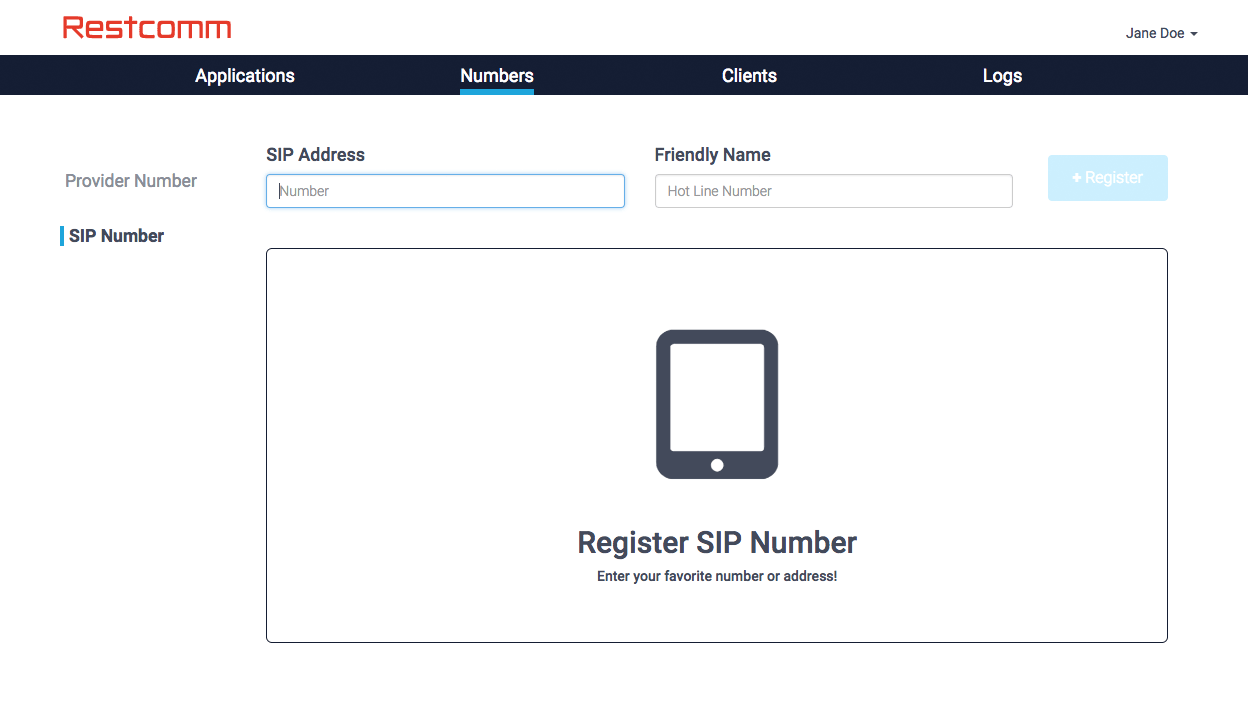 Restcomm
Jane Doe
Applications Numbers Clients Logs
Provider Number
SIP Number
SIP Address
Number
Friendly Name
Hot Line Number
+ Register
Register SIP Number
Enter your favorite number or address!